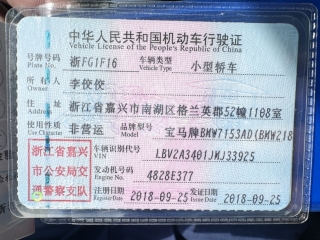 中华人民共和国机动车行驶证
Vehicle License of the People's Republic of China
号牌号码 浙FG1F16 车辆类型 小型轿车
Plate No. Vehicle Type
所有人 李佼佼
Owner
住址 浙江省嘉兴市南湖区格兰英郡52幢1108室
Address
使用性质 非营运 品牌型号 宝马牌BMW7153AD(BMW218
Use Character Model
浙江省嘉兴
市公安局交
通警察支队
车辆识别代号 LBV2A3401JMJ33925
VIN
发动机号码 4828E377
Engine No.
注册日期 2018-09-25 发证日期 2018-09-25
Register Date Issue Date